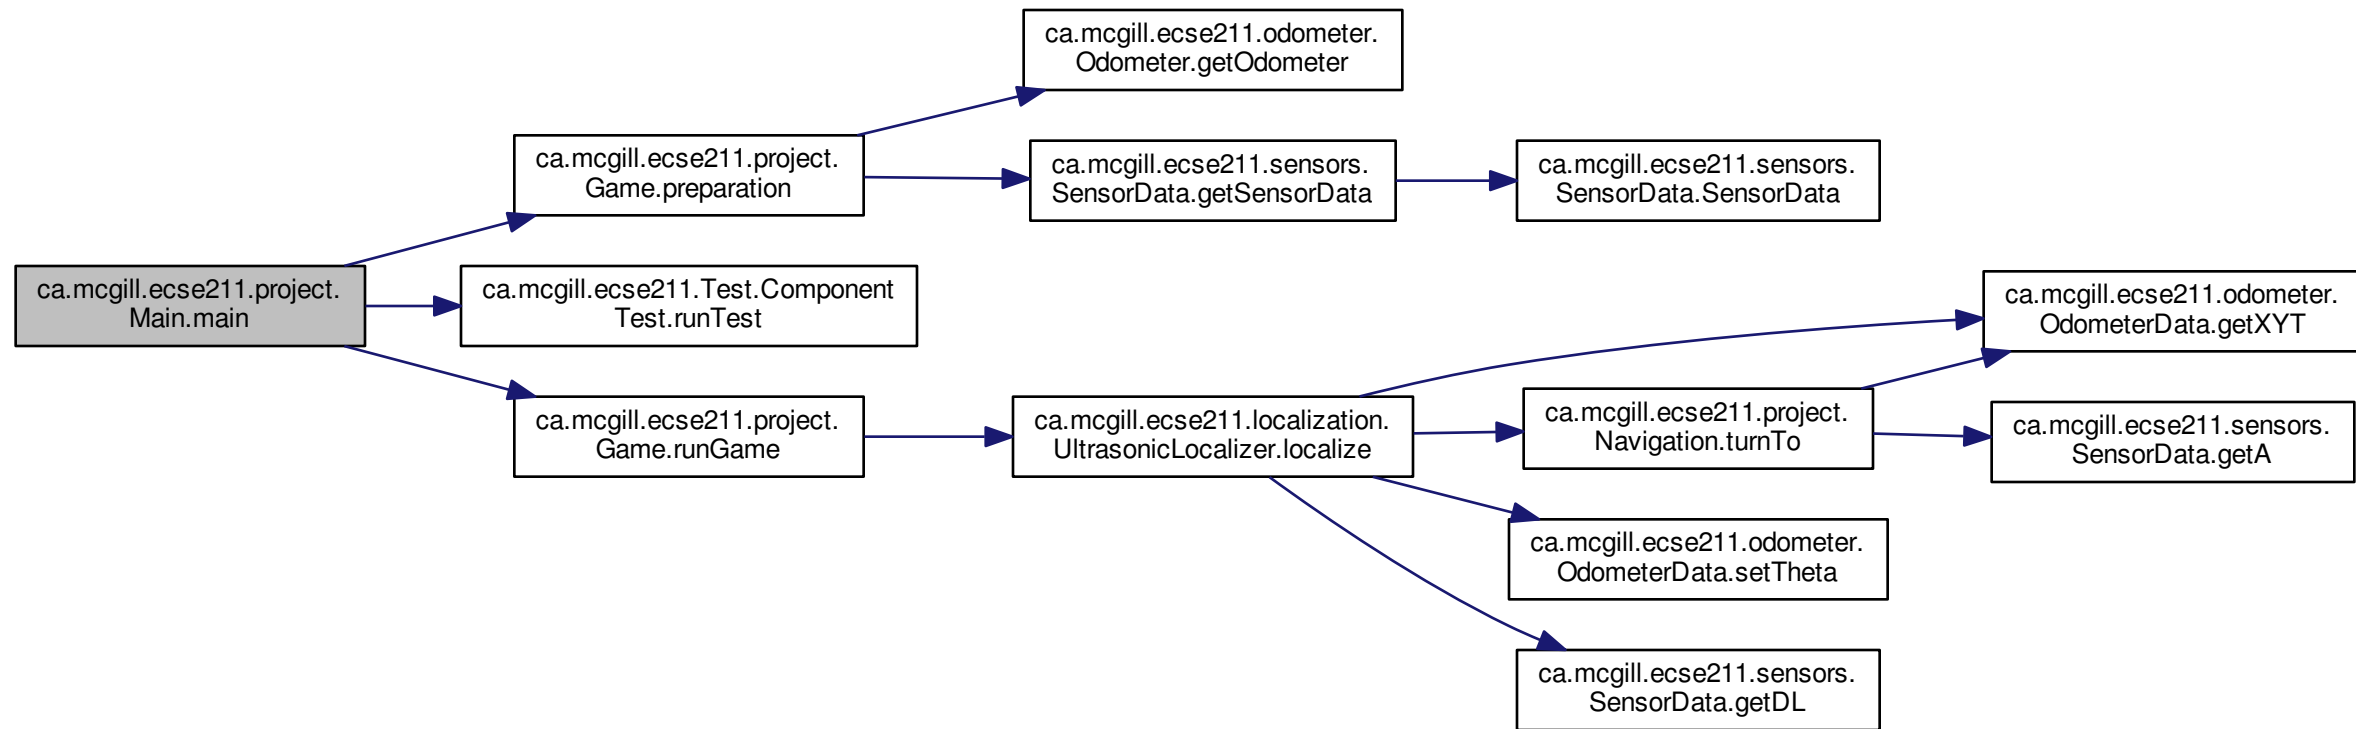 ca.mcgill.ecse211.project.
Main.main
ca.mcgill.ecse211.project.
Game.preparation
ca.mcgill.ecse211.odometer.
Odometer.getOdometer
ca.mcgill.ecse211.sensors.
SensorData.getSensorData
ca.mcgill.ecse211.sensors.
SensorData.SensorData
ca.mcgill.ecse211.Test.Component
Test.runTest
ca.mcgill.ecse211.project.
Game.runGame
ca.mcgill.ecse211.localization.
UltrasonicLocalizer.localize
ca.mcgill.ecse211.odometer.
OdometerData.getXYT
ca.mcgill.ecse211.project.
Navigation.turnTo
ca.mcgill.ecse211.sensors.
SensorData.getA
ca.mcgill.ecse211.odometer.
OdometerData.setTheta
ca.mcgill.ecse211.sensors.
SensorData.getDL